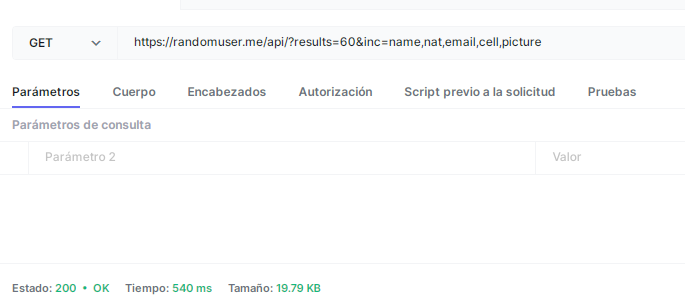 GET https://randomuser.me/api/?results=60&inc=name,nat,email,cell,picture
Parámetros Cuerpo Encabezados Autorización Script previo a la solicitud Pruebas
Parámetros de consulta
Parámetro 2 Valor
Estado: 200 • OK Tiempo: 540 ms Tamaño: 19.79 KB